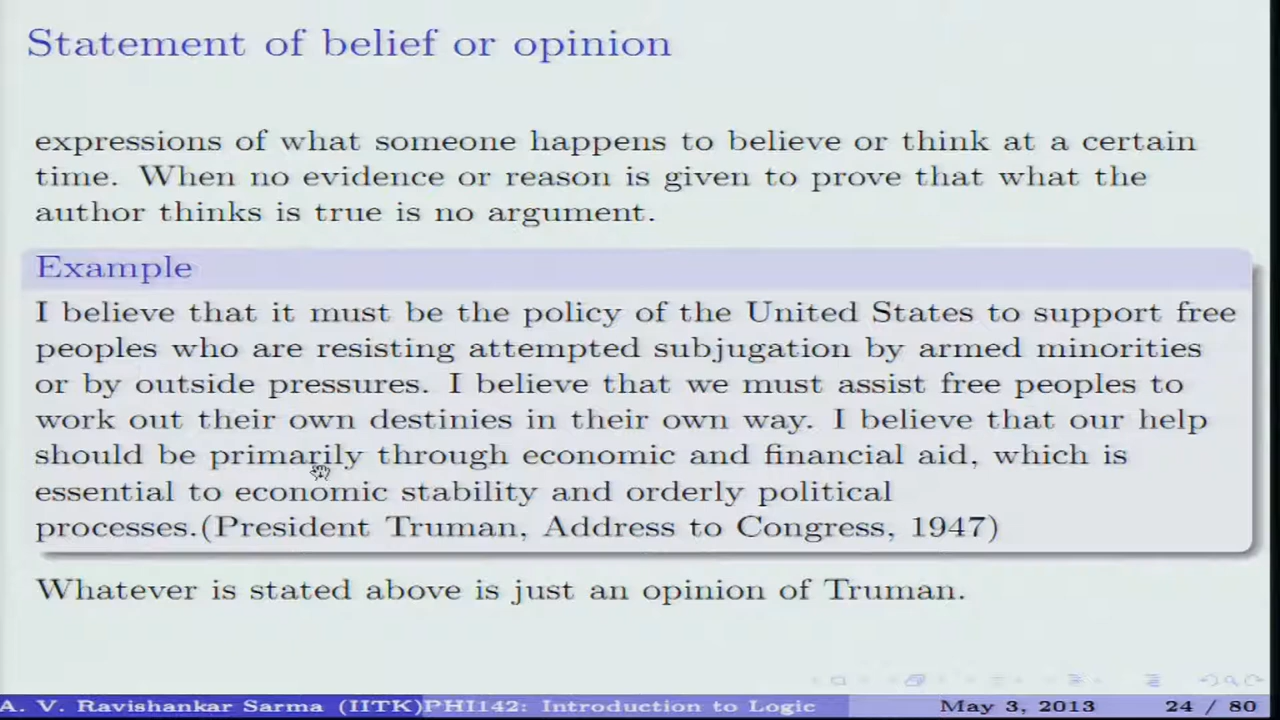 Statement of belief or opinion
expressions of what someone happens to believe or think at a certain
time. When no evidence or reason is given to prove that what the
author thinks is true is no argument.
Example
I believe that it must be the policy of the United States to support free
peoples who are resisting attempted subjugation by armed minorities
or by outside pressures. I believe that we must assist free peoples to
work out their own destinies in their own way. I believe that our help
should be primarily through economic and financial aid, which is
essential to economic stability and orderly political
processes.(President Truman, Address to Congress, 1947)
Whatever is stated above is just an opinion of Truman.
A. V. Ravishankar Sarma (IITK)PHI142: Introduction to Logic May 3, 2013 24 / 80